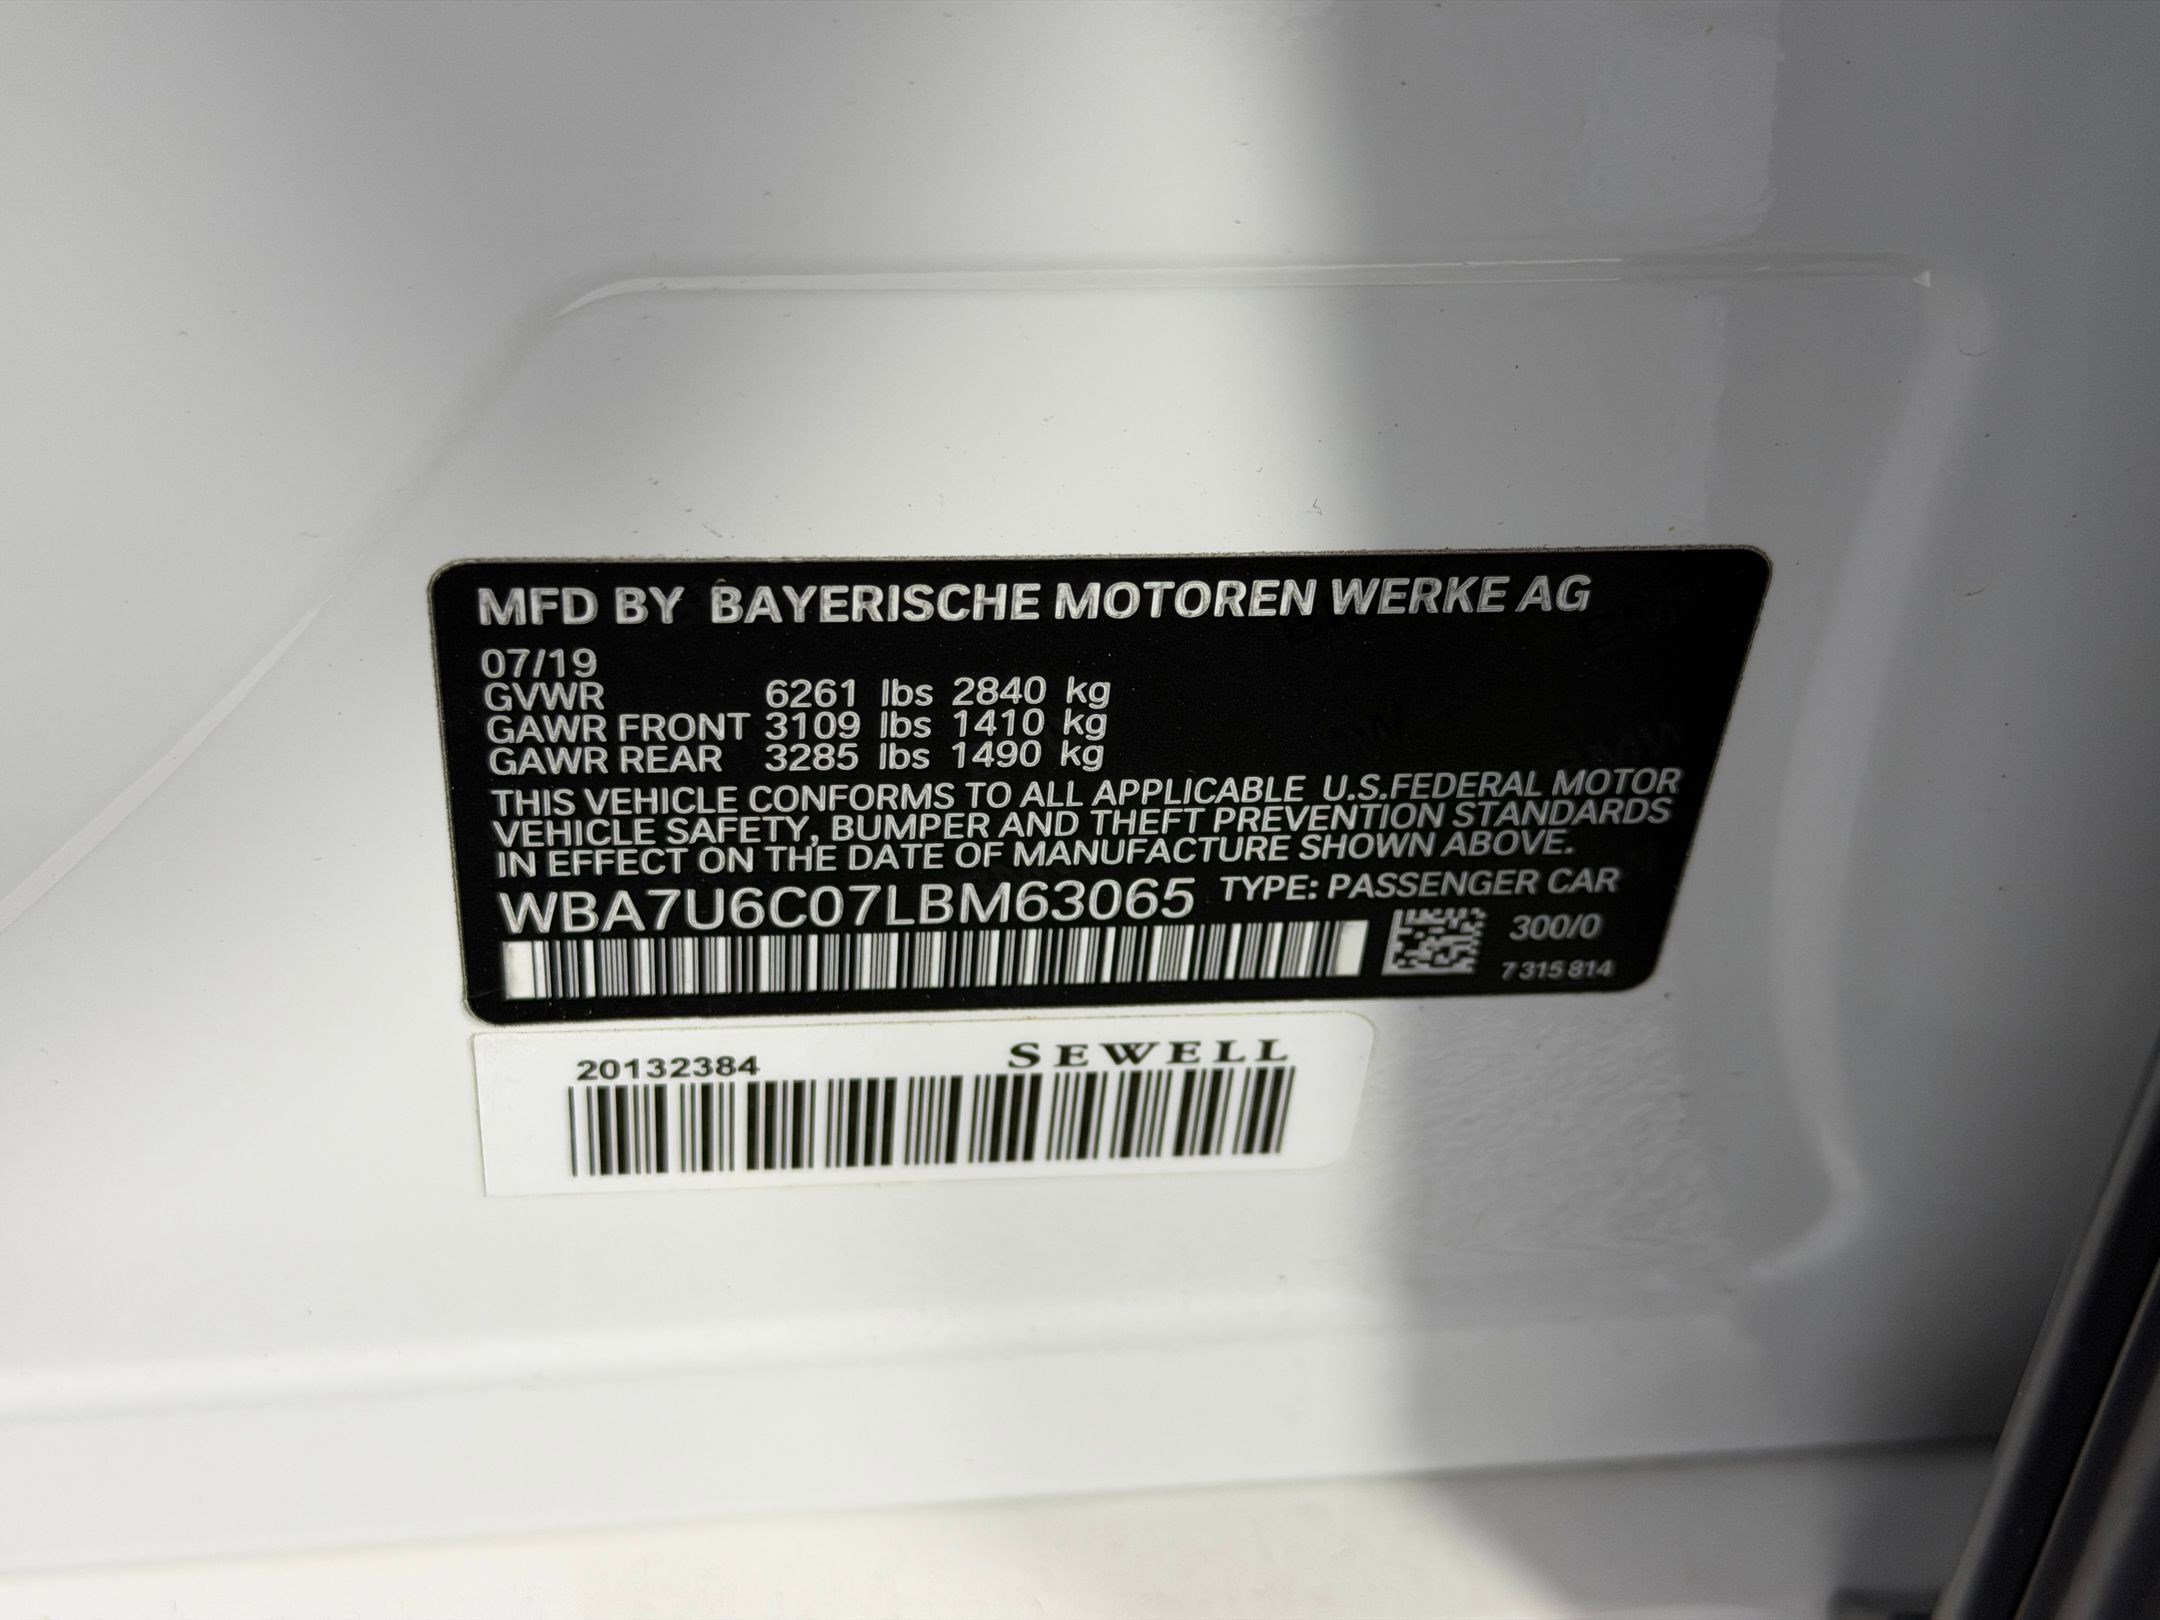 MFD BY BAYERISCHE MOTOREN WERKE AG
07/19
GVWR 6261 lbs 2840 kg
GAWR FRONT 3109 lbs 1410 kg
GAWR REAR 3285 lbs 1490 kg
THIS VEHICLE CONFORMS TO ALL APPLICABLE U.S.FEDERAL MOTOR
VEHICLE SAFETY, BUMPER AND THEFT PREVENTION STANDARDS
IN EFFECT ON THE DATE OF MANUFACTURE SHOWN ABOVE.
WBA7U6C07LBM63065 TYPE: PASSENGER CAR
300/0
7 315 814
20132384 SEWELL